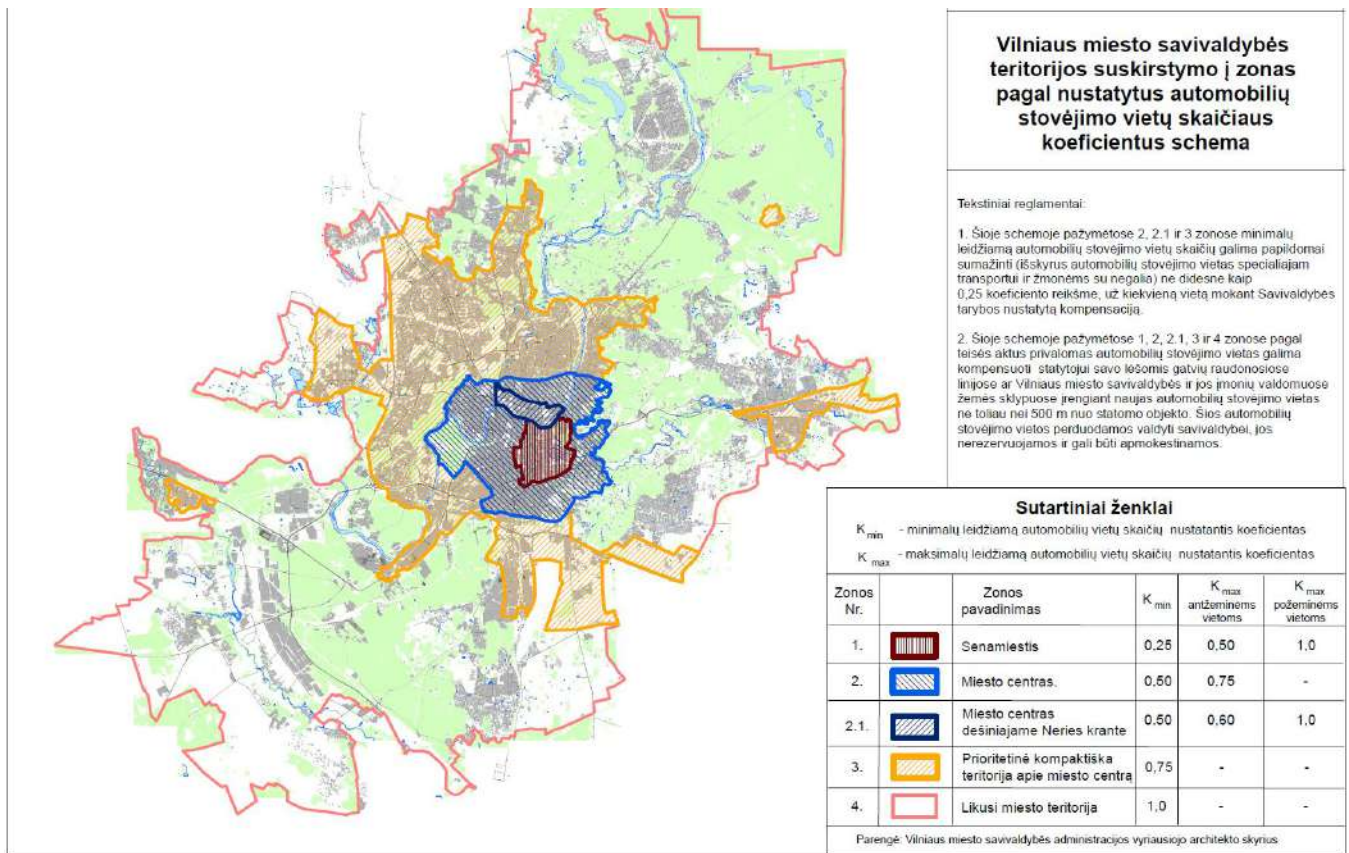 Vilniaus miesto savivaldybės
teritorijos suskirstymo į zonas
pagal nustatytus automobilių
stovėjimo vietų skaičiaus
koeficientus schema
Tekstiniai reglamentai:
1. Šioje schemoje pažymėtose 2, 2.1 ir 3 zonose minimalų
leidžiamą automobilių stovėjimo vietų skaičių galima papildomai
sumažinti (išskyrus automobilių stovėjimo vietas specialiajam
transportui ir žmonėms su negalia) ne didesne kaip
0,25 koeficiento reikšme, už kiekvieną vietą mokant Savivaldybės
tarybos nustatytą kompensaciją.
2. Šioje schemoje pažymėtose 1, 2, 2.1, 3 ir 4 zonose pagal
teisės aktus privalomas automobilių stovėjimo vietas galima
kompensuoti statytojui savo lėšomis gatvių raudonosiose
linijose ar Vilniaus miesto savivaldybės ir jos įmonių valdomuose
žemės sklypuose įrengiant naujas automobilių stovėjimo vietas
ne toliau nei 500 m nuo statomo objekto. Šios automobilių
stovėjimo vietos perduodamos valdyti savivaldybei, jos
nerezervuojamos ir gali būti apmokestinamos.
Sutartiniai ženklai
K min - minimalų leidžiamą automobilių vietų skaičių nustatantis koeficientas
K max - maksimalų leidžiamą automobilių vietų skaičių nustatantis koeficientas
Zonos Nr. Zonos pavadinimas K min K max antžeminėms vietoms K max požeminėms vietoms
1. Senamiestis 0,25 0,50 1,0
2. Miesto centras. 0,50 0,75 -
2.1. Miesto centras dešiniajame Neries krante 0,50 0,60 1,0
3. Prioritetinė kompaktiška teritorija apie miesto centrą 0,75 - -
4. Likusi miesto teritorija 1,0 - -
Parengė: Vilniaus miesto savivaldybės administracijos vyriausiojo architekto skyrius